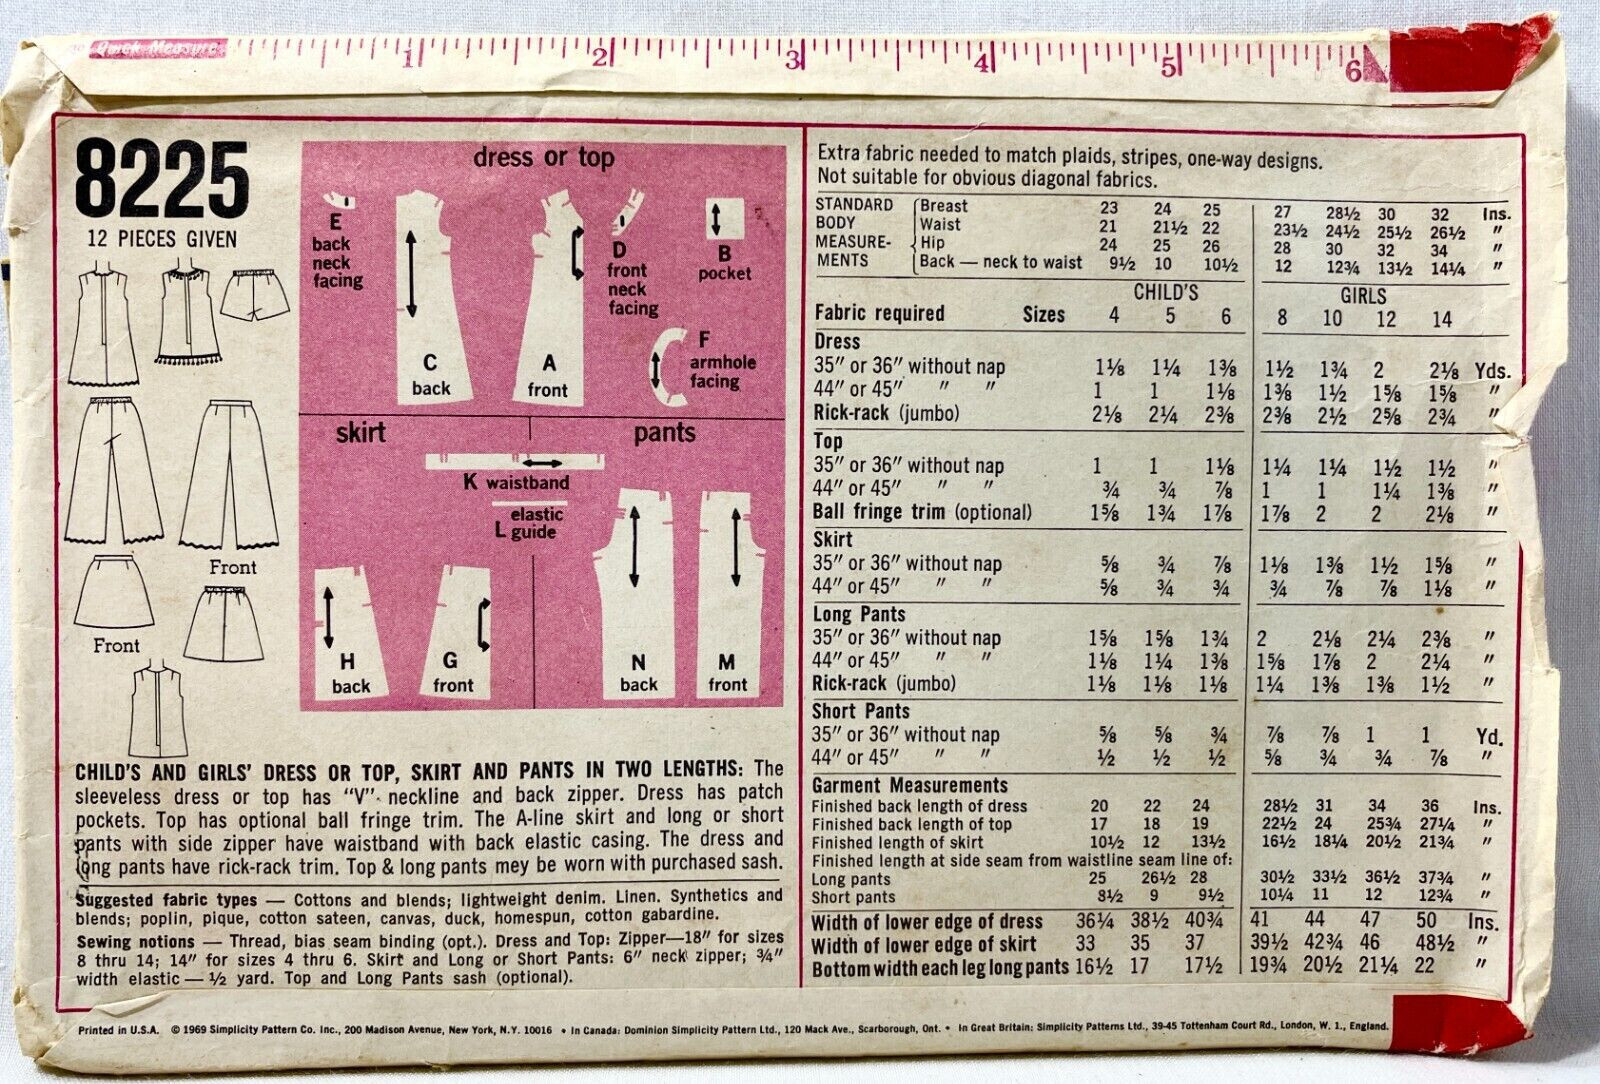 Quick Measure
1 2 3 4 5 6
8225
12 PIECES GIVEN
Front
Front
dress or top
E
back
neck
facing
C
back
A
front
D
front
neck
facing
B
pocket
F
armhole
facing
skirt
pants
K waistband
elastic
L guide
H
back
G
front
N
back
M
front
CHILD'S AND GIRLS' DRESS OR TOP, SKIRT AND PANTS IN TWO LENGTHS: The
sleeveless dress or top has "V" neckline and back zipper. Dress has patch
pockets. Top has optional ball fringe trim. The A-line skirt and long or short
pants with side zipper have waistband with back elastic casing. The dress and
long pants have rick-rack trim. Top & long pants mey be worn with purchased sash.
Suggested fabric types — Cottons and blends; lightweight denim. Linen. Synthetics and
blends; poplin, pique, cotton sateen, canvas, duck, homespun, cotton gabardine.
Sewing notions — Thread, bias seam binding (opt.). Dress and Top: Zipper—18" for sizes
8 thru 14; 14" for sizes 4 thru 6. Skirt and Long or Short Pants: 6" neck zipper; ¾"
width elastic — ½ yard. Top and Long Pants sash (optional).
Extra fabric needed to match plaids, stripes, one-way designs.
Not suitable for obvious diagonal fabrics.
STANDARD Breast 23 24 25 27 28½ 30 32 Ins.
BODY Waist 21 21½ 22 23½ 24½ 25½ 26½ "
MEASURE- Hip 24 25 26 28 30 32 34 "
MENTS Back — neck to waist 9½ 10 10½ 12 12¾ 13½ 14¼ "
CHILD'S GIRLS
Fabric required Sizes 4 5 6 8 10 12 14
Dress
35" or 36" without nap 1⅛ 1¼ 1⅜ 1½ 1¾ 2 2⅛ Yds.
44" or 45" " " 1 1 1⅛ 1⅜ 1½ 1⅝ 1⅝ "
Rick-rack (jumbo) 2⅛ 2¼ 2⅜ 2⅜ 2½ 2⅝ 2¾ "
Top
35" or 36" without nap 1 1 1⅛ 1¼ 1¼ 1½ 1½ "
44" or 45" " " ¾ ¾ ⅞ 1 1 1¼ 1⅜ "
Ball fringe trim (optional) 1⅝ 1¾ 1⅞ 1⅞ 2 2 2⅛ "
Skirt
35" or 36" without nap ⅝ ¾ ⅞ 1⅛ 1⅜ 1½ 1⅝ "
44" or 45" " " ⅝ ¾ ¾ ¾ ⅞ ⅞ 1⅛ "
Long Pants
35" or 36" without nap 1⅝ 1⅝ 1¾ 2 2⅛ 2¼ 2⅜ "
44" or 45" " " 1⅛ 1¼ 1⅜ 1⅝ 1⅞ 2 2¼ "
Rick-rack (jumbo) 1⅛ 1⅛ 1⅛ 1¼ 1⅜ 1⅜ 1½ "
Short Pants
35" or 36" without nap ⅝ ⅝ ¾ ⅞ ⅞ 1 1 Yd.
44" or 45" " " ½ ½ ½ ⅝ ¾ ¾ ⅞ "
Garment Measurements
Finished back length of dress 20 22 24 28½ 31 34 36 Ins.
Finished back length of top 17 18 19 22½ 24 25¾ 27¼ "
Finished length of skirt 10½ 12 13½ 16½ 18¼ 20½ 21¾ "
Finished length at side seam from waistline seam line of:
Long pants 25 26½ 28 30½ 33½ 36½ 37¾ "
Short pants 8½ 9 9½ 10¼ 11 12 12¾ "
Width of lower edge of dress 36¼ 38½ 40¾ 41 44 47 50 Ins.
Width of lower edge of skirt 33 35 37 39½ 42¾ 46 48½ "
Bottom width each leg long pants 16½ 17 17½ 19¾ 20½ 21¼ 22 "
Printed in U.S.A. © 1969 Simplicity Pattern Co. Inc., 200 Madison Avenue, New York, N.Y. 10016 • In Canada: Dominion Simplicity Pattern Ltd., 120 Mack Ave., Scarborough, Ont. • In Great Britain: Simplicity Patterns Ltd., 39-45 Tottenham Court Rd., London, W. 1., England.